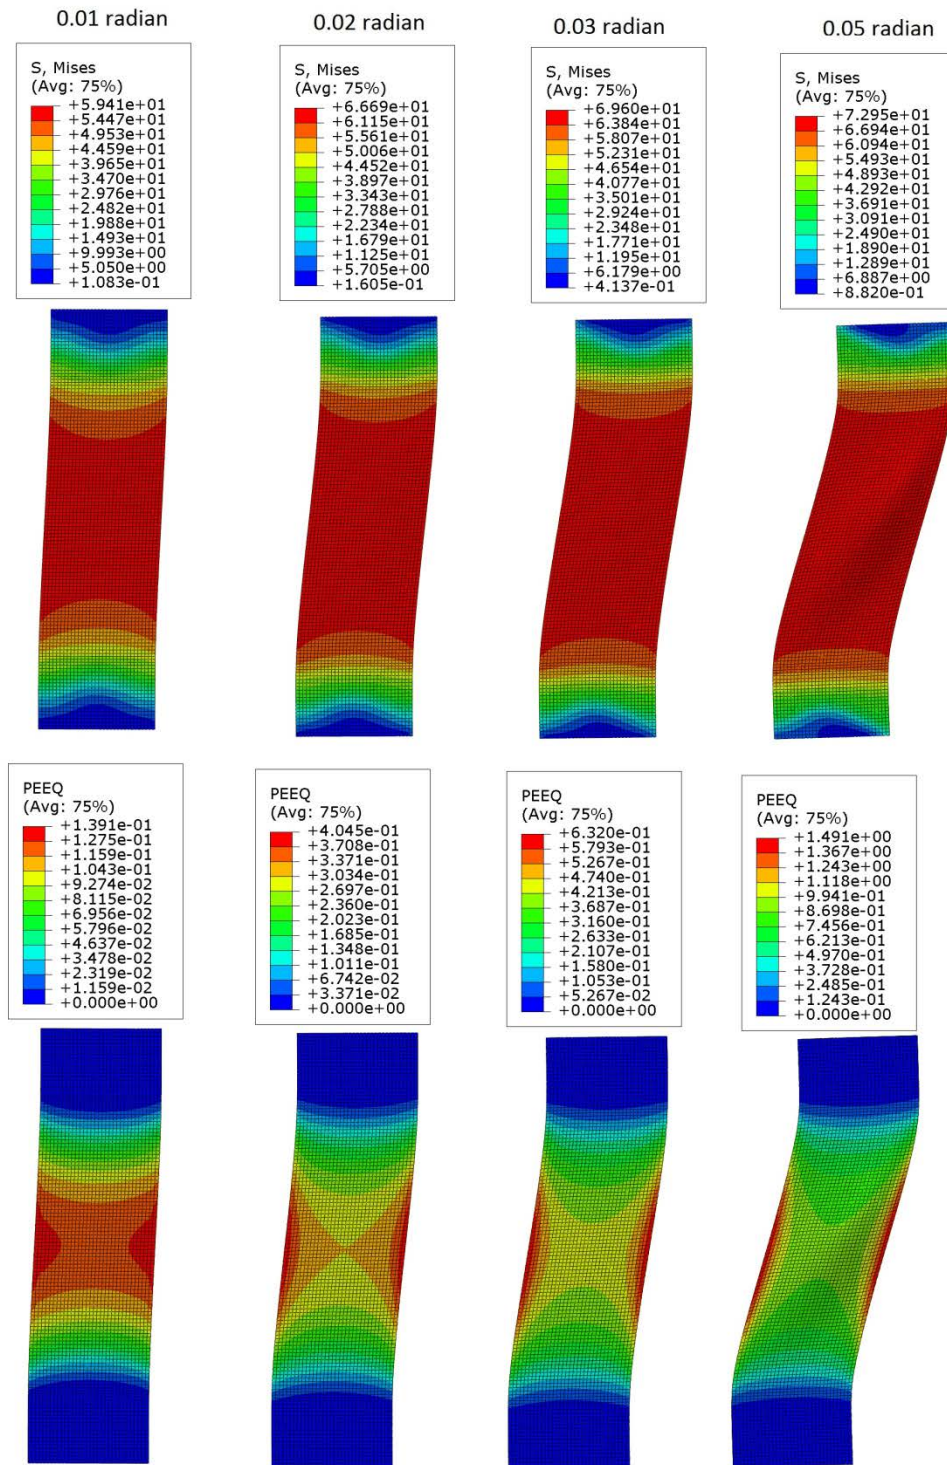 0.01 radian
0.02 radian
0.03 radian
0.05 radian
S, Mises
(Avg: 75%)
+5.941e+01
+5.447e+01
+4.953e+01
+4.459e+01
+3.965e+01
+3.470e+01
+2.976e+01
+2.482e+01
+1.988e+01
+1.493e+01
+9.993e+00
+5.050e+00
+1.083e-01
S, Mises
(Avg: 75%)
+6.669e+01
+6.115e+01
+5.561e+01
+5.006e+01
+4.452e+01
+3.897e+01
+3.343e+01
+2.788e+01
+2.234e+01
+1.679e+01
+1.125e+01
+5.705e+00
+1.605e-01
S, Mises
(Avg: 75%)
+6.960e+01
+6.384e+01
+5.807e+01
+5.231e+01
+4.654e+01
+4.077e+01
+3.501e+01
+2.924e+01
+2.348e+01
+1.771e+01
+1.195e+01
+6.179e+00
+4.137e-01
S, Mises
(Avg: 75%)
+7.295e+01
+6.694e+01
+6.094e+01
+5.493e+01
+4.893e+01
+4.292e+01
+3.691e+01
+3.091e+01
+2.490e+01
+1.890e+01
+1.289e+01
+6.887e+00
+8.820e-01
PEEQ
(Avg: 75%)
+1.391e-01
+1.275e-01
+1.159e-01
+1.043e-01
+9.274e-02
+8.115e-02
+6.956e-02
+5.796e-02
+4.637e-02
+3.478e-02
+2.319e-02
+1.159e-02
+0.000e+00
PEEQ
(Avg: 75%)
+4.045e-01
+3.708e-01
+3.371e-01
+3.034e-01
+2.697e-01
+2.360e-01
+2.023e-01
+1.685e-01
+1.348e-01
+1.011e-01
+6.742e-02
+3.371e-02
+0.000e+00
PEEQ
(Avg: 75%)
+6.320e-01
+5.793e-01
+5.267e-01
+4.740e-01
+4.213e-01
+3.687e-01
+3.160e-01
+2.633e-01
+2.107e-01
+1.580e-01
+1.053e-01
+5.267e-02
+0.000e+00
PEEQ
(Avg: 75%)
+1.491e+00
+1.367e+00
+1.243e+00
+1.118e+00
+9.941e-01
+8.698e-01
+7.456e-01
+6.213e-01
+4.970e-01
+3.728e-01
+2.485e-01
+1.243e-01
+0.000e+00